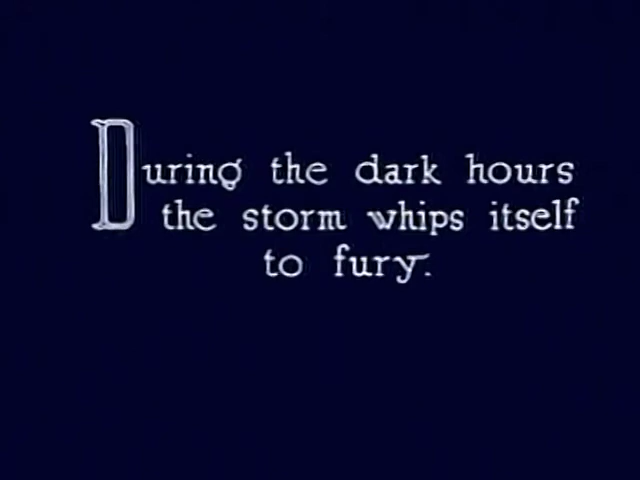 During the dark hours
the storm whips itself
to fury.